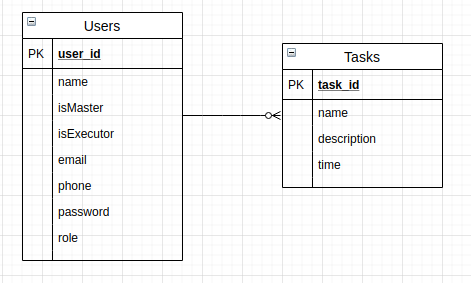 Users
PK user_id
name
isMaster
isExecutor
email
phone
password
role
Tasks
PK task_id
name
description
time